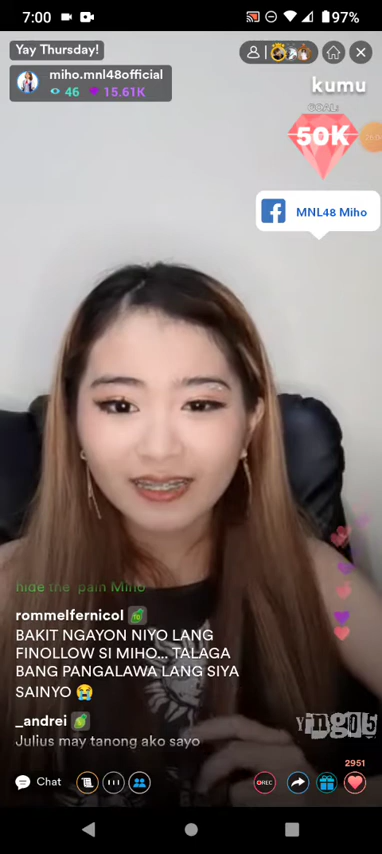 7:00
97%
Yay Thursday!
miho.mnl48official
46 15.61K
kumu
GOAL:
50K
MNL48 Miho
hide the pain Miho
rommelfernicol
BAKIT NGAYON NIYO LANG
FINOLLOW SI MIHO... TALAGA
BANG PANGALAWA LANG SIYA
SAINYO 😭
_andrei
Julius may tanong ako sayo
2951
Chat
REC